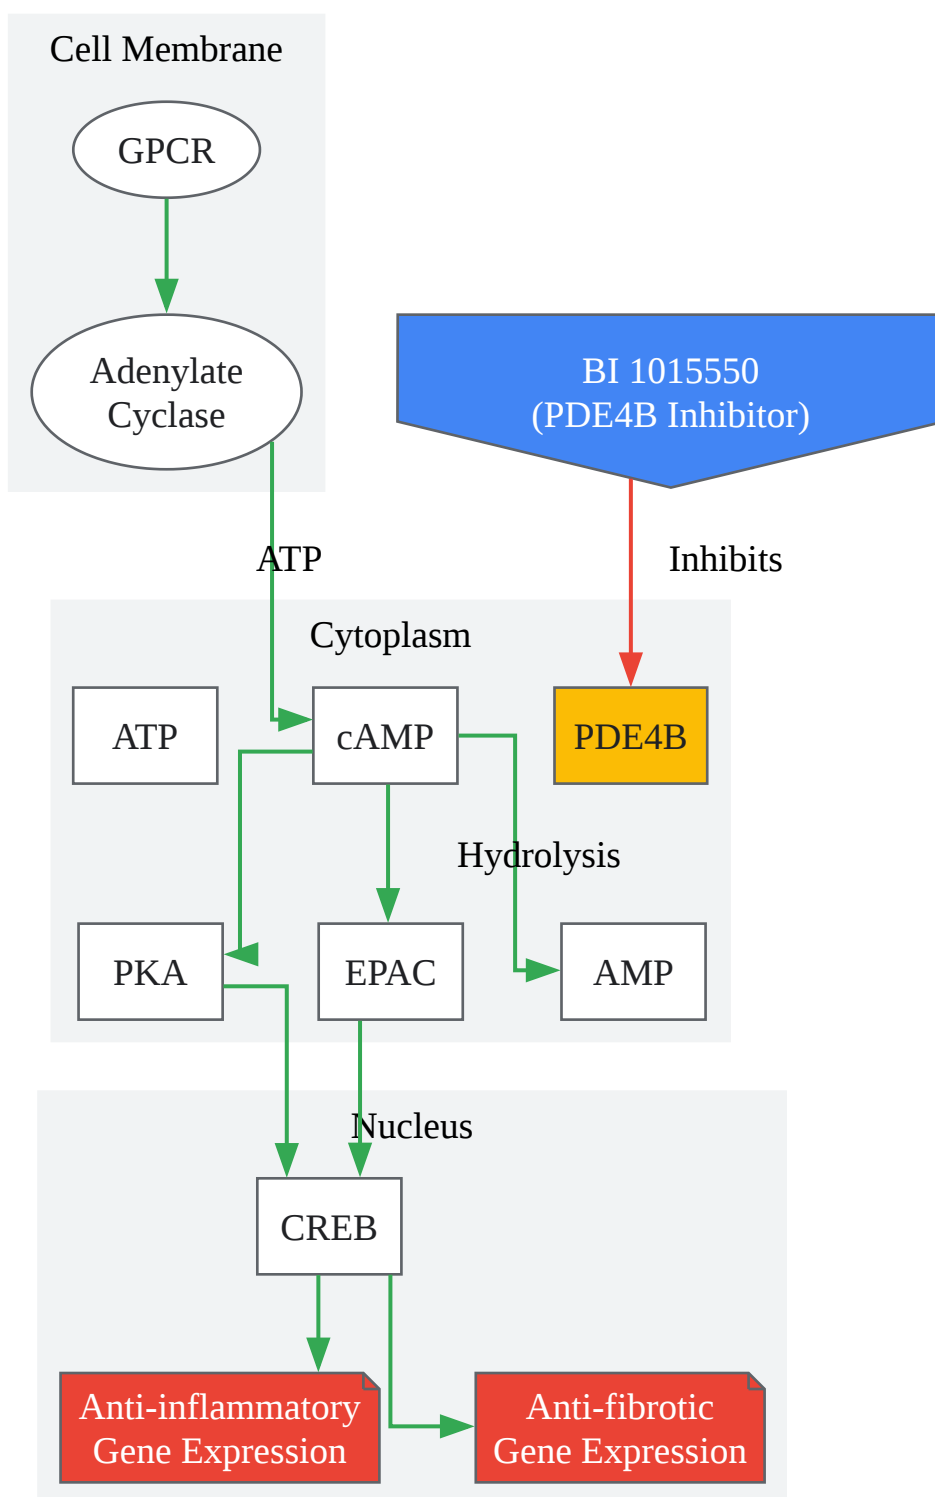 Cell Membrane
GPCR
Adenylate
Cyclase
BI 1015550
(PDE4B Inhibitor)
ATP
Inhibits
Cytoplasm
ATP
cAMP
PDE4B
Hydrolysis
PKA
EPAC
AMP
Nucleus
CREB
Anti-inflammatory
Gene Expression
Anti-fibrotic
Gene Expression